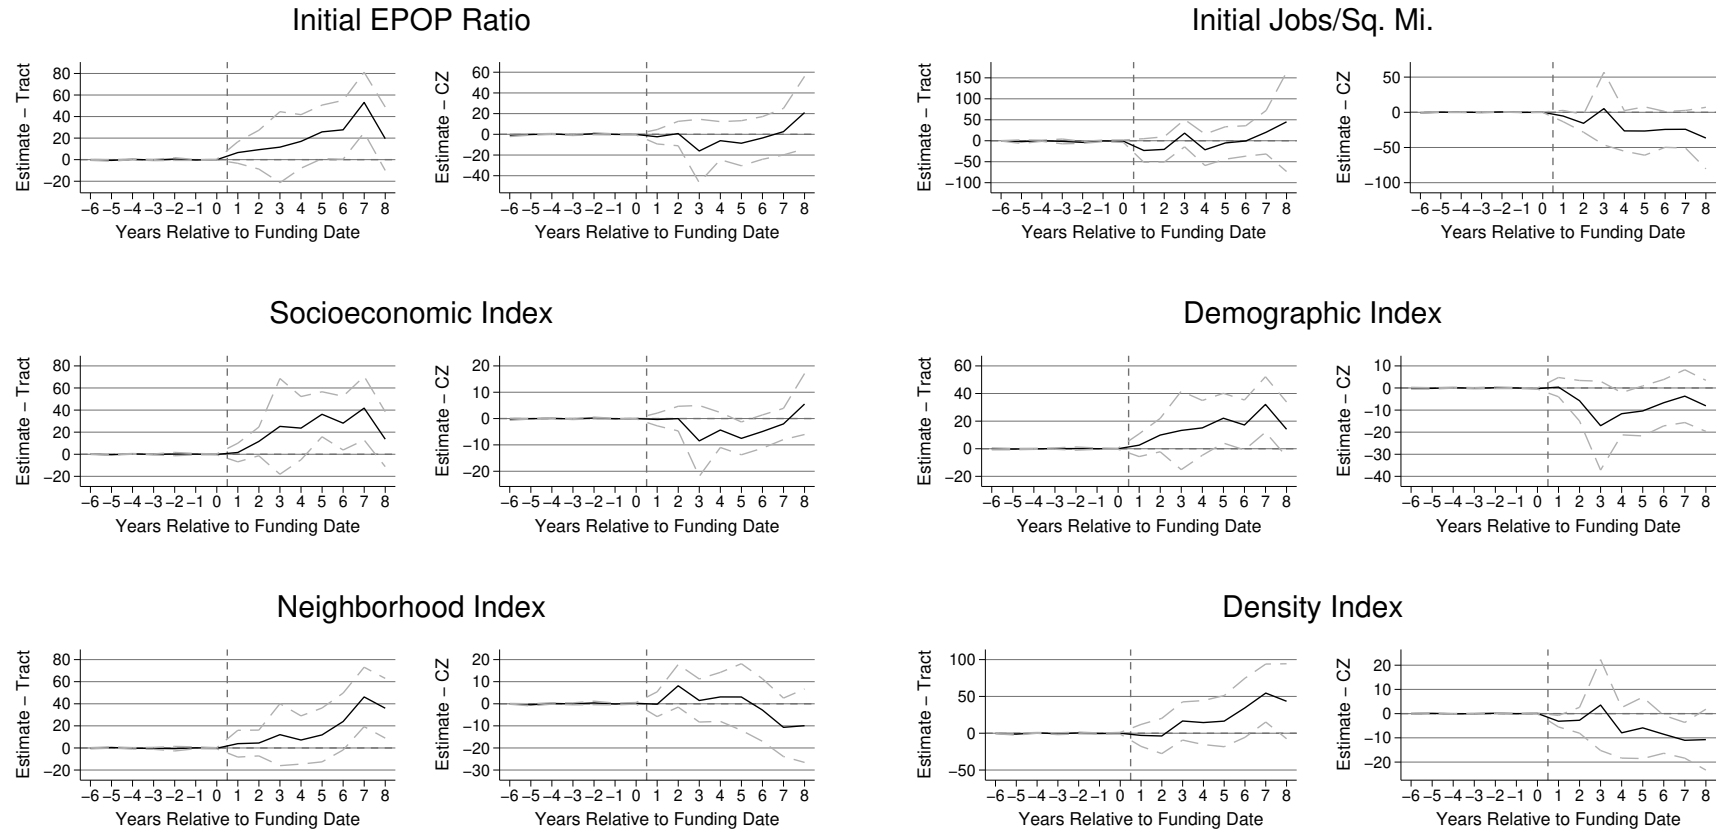 Initial EPOP Ratio
Estimate – Tract
80
60
40
20
0
−20
−6 −5 −4 −3 −2 −1 0 1 2 3 4 5 6 7 8
Years Relative to Funding Date
Estimate – CZ
60
40
20
0
−20
−40
−6 −5 −4 −3 −2 −1 0 1 2 3 4 5 6 7 8
Years Relative to Funding Date
Initial Jobs/Sq. Mi.
Estimate – Tract
150
100
50
0
−50
−100
−6 −5 −4 −3 −2 −1 0 1 2 3 4 5 6 7 8
Years Relative to Funding Date
Estimate – CZ
50
0
−50
−100
−6 −5 −4 −3 −2 −1 0 1 2 3 4 5 6 7 8
Years Relative to Funding Date
Socioeconomic Index
Estimate – Tract
80
60
40
20
0
−20
−6 −5 −4 −3 −2 −1 0 1 2 3 4 5 6 7 8
Years Relative to Funding Date
Estimate – CZ
20
10
0
−10
−20
−6 −5 −4 −3 −2 −1 0 1 2 3 4 5 6 7 8
Years Relative to Funding Date
Demographic Index
Estimate – Tract
60
40
20
0
−20
−6 −5 −4 −3 −2 −1 0 1 2 3 4 5 6 7 8
Years Relative to Funding Date
Estimate – CZ
10
0
−10
−20
−30
−40
−6 −5 −4 −3 −2 −1 0 1 2 3 4 5 6 7 8
Years Relative to Funding Date
Neighborhood Index
Estimate – Tract
80
60
40
20
0
−20
−6 −5 −4 −3 −2 −1 0 1 2 3 4 5 6 7 8
Years Relative to Funding Date
Estimate – CZ
20
10
0
−10
−20
−30
−6 −5 −4 −3 −2 −1 0 1 2 3 4 5 6 7 8
Years Relative to Funding Date
Density Index
Estimate – Tract
100
50
0
−50
−6 −5 −4 −3 −2 −1 0 1 2 3 4 5 6 7 8
Years Relative to Funding Date
Estimate – CZ
20
10
0
−10
−20
−6 −5 −4 −3 −2 −1 0 1 2 3 4 5 6 7 8
Years Relative to Funding Date